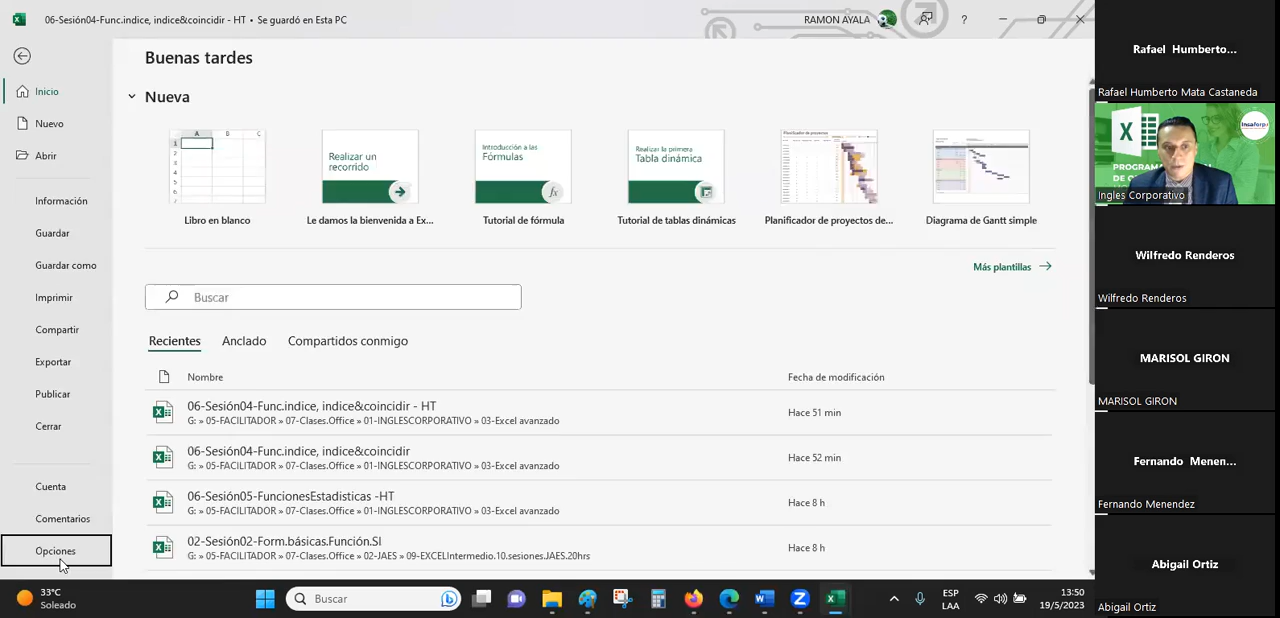 06-Sesión04-Func.indice, indice&coincidir - HT • Se guardó en Esta PC
RAMON AYALA
?
Buenas tardes
Inicio
Nuevo
Abrir
Información
Guardar
Guardar como
Imprimir
Compartir
Exportar
Publicar
Cerrar
Cuenta
Comentarios
Opciones
Nueva
Libro en blanco
Realizar un
recorrido
Le damos la bienvenida a Ex...
Introducción a las
Fórmulas
fx
Tutorial de fórmula
Realizar la primera
Tabla dinámica
Tutorial de tablas dinámicas
Planificador de proyectos de...
Diagrama de Gantt simple
Más plantillas
Buscar
Recientes
Anclado
Compartidos conmigo
Nombre
Fecha de modificación
06-Sesión04-Func.indice, indice&coincidir - HT
G: » 05-FACILITADOR » 07-Clases.Office » 01-INGLESCORPORATIVO » 03-Excel avanzado
Hace 51 min
06-Sesión04-Func.indice, indice&coincidir
G: » 05-FACILITADOR » 07-Clases.Office » 01-INGLESCORPORATIVO » 03-Excel avanzado
Hace 52 min
06-Sesión05-FuncionesEstadisticas -HT
G: » 05-FACILITADOR » 07-Clases.Office » 01-INGLESCORPORATIVO » 03-Excel avanzado
Hace 8 h
02-Sesión02-Form.básicas.Función.SI
G: » 05-FACILITADOR » 07-Clases.Office » 02-JAES » 09-EXCELIntermedio.10.sesiones.JAES.20hrs
Hace 8 h
Rafael Humberto...
Rafael Humberto Mata Castaneda
Ingles Corporativo
Wilfredo Renderos
Wilfredo Renderos
MARISOL GIRON
MARISOL GIRON
Fernando Menen...
Fernando Menendez
Abigail Ortiz
Abigail Ortiz
33°C
Soleado
Buscar
ESP
LAA
13:50
19/5/2023